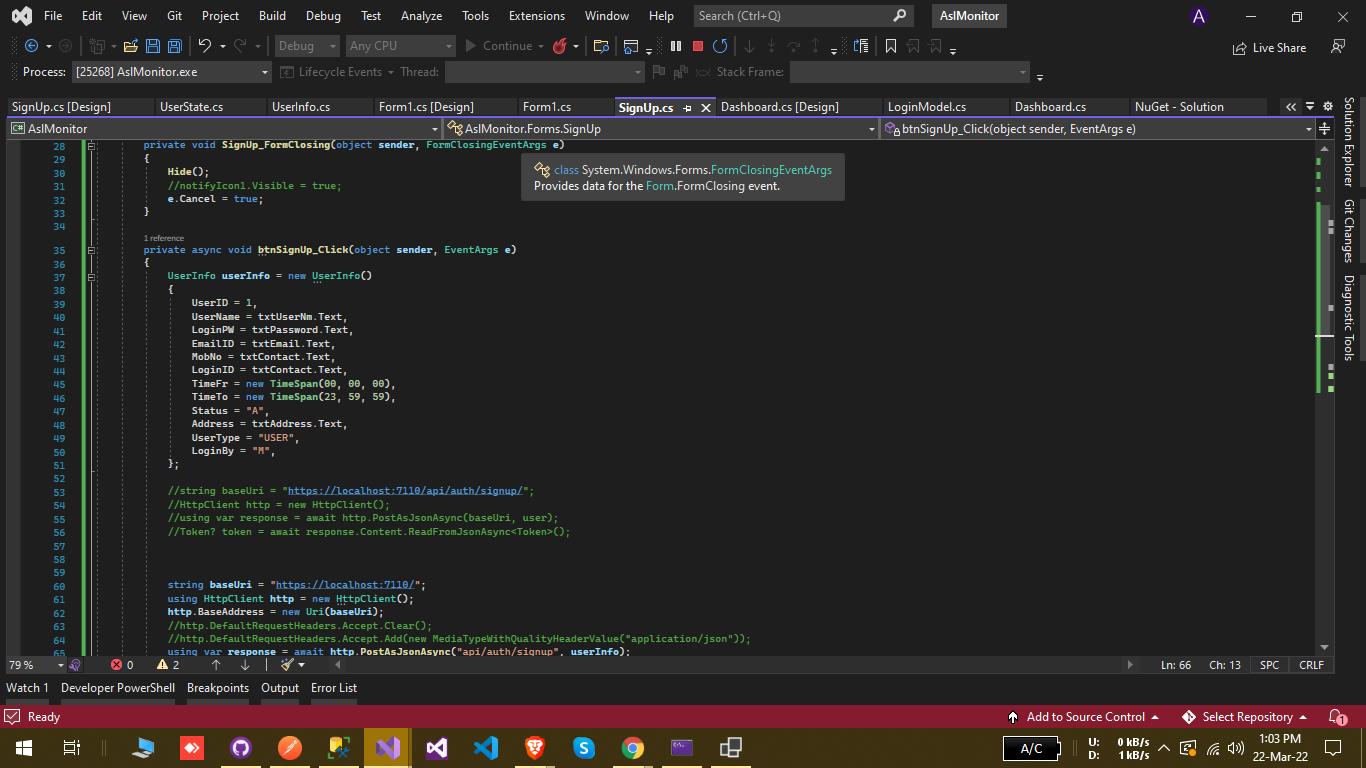 File Edit View Git Project Build Debug Test Analyze Tools Extensions Window Help Search (Ctrl+Q) AslMonitor A
Debug Any CPU Continue Live Share
Process: [25268] AslMonitor.exe Lifecycle Events Thread: Stack Frame:
SignUp.cs [Design] UserState.cs UserInfo.cs Form1.cs [Design] Form1.cs SignUp.cs Dashboard.cs [Design] LoginModel.cs Dashboard.cs NuGet - Solution
C# AslMonitor AslMonitor.Forms.SignUp btnSignUp_Click(object sender, EventArgs e)
28 private void SignUp_FormClosing(object sender, FormClosingEventArgs e)
29 {
class System.Windows.Forms.FormClosingEventArgs
Provides data for the Form.FormClosing event.
30 Hide();
31 //notifyIcon1.Visible = true;
32 e.Cancel = true;
33 }
34
1 reference
35 private async void btnSignUp_Click(object sender, EventArgs e)
36 {
37 UserInfo userInfo = new UserInfo()
38 {
39 UserID = 1,
40 UserName = txtUserNm.Text,
41 LoginPW = txtPassword.Text,
42 EmailID = txtEmail.Text,
43 MobNo = txtContact.Text,
44 LoginID = txtContact.Text,
45 TimeFr = new TimeSpan(00, 00, 00),
46 TimeTo = new TimeSpan(23, 59, 59),
47 Status = "A",
48 Address = txtAddress.Text,
49 UserType = "USER",
50 LoginBy = "M",
51 };
52
53 //string baseUri = "https://localhost:7110/api/auth/signup/";
54 //HttpClient http = new HttpClient();
55 //using var response = await http.PostAsJsonAsync(baseUri, user);
56 //Token? token = await response.Content.ReadFromJsonAsync<Token>();
57
58
59
60 string baseUri = "https://localhost:7110/";
61 using HttpClient http = new HttpClient();
62 http.BaseAddress = new Uri(baseUri);
63 //http.DefaultRequestHeaders.Accept.Clear();
64 //http.DefaultRequestHeaders.Accept.Add(new MediaTypeWithQualityHeaderValue("application/json"));
65 using var response = await http.PostAsJsonAsync("api/auth/signup", userInfo);
Solution Explorer
Git Changes
Diagnostic Tools
79 % 0 2 Ln: 66 Ch: 13 SPC CRLF
Watch 1 Developer PowerShell Breakpoints Output Error List
Ready Add to Source Control Select Repository 1
A/C U: 0 kB/s 1:03 PM
D: 1 kB/s 22-Mar-22